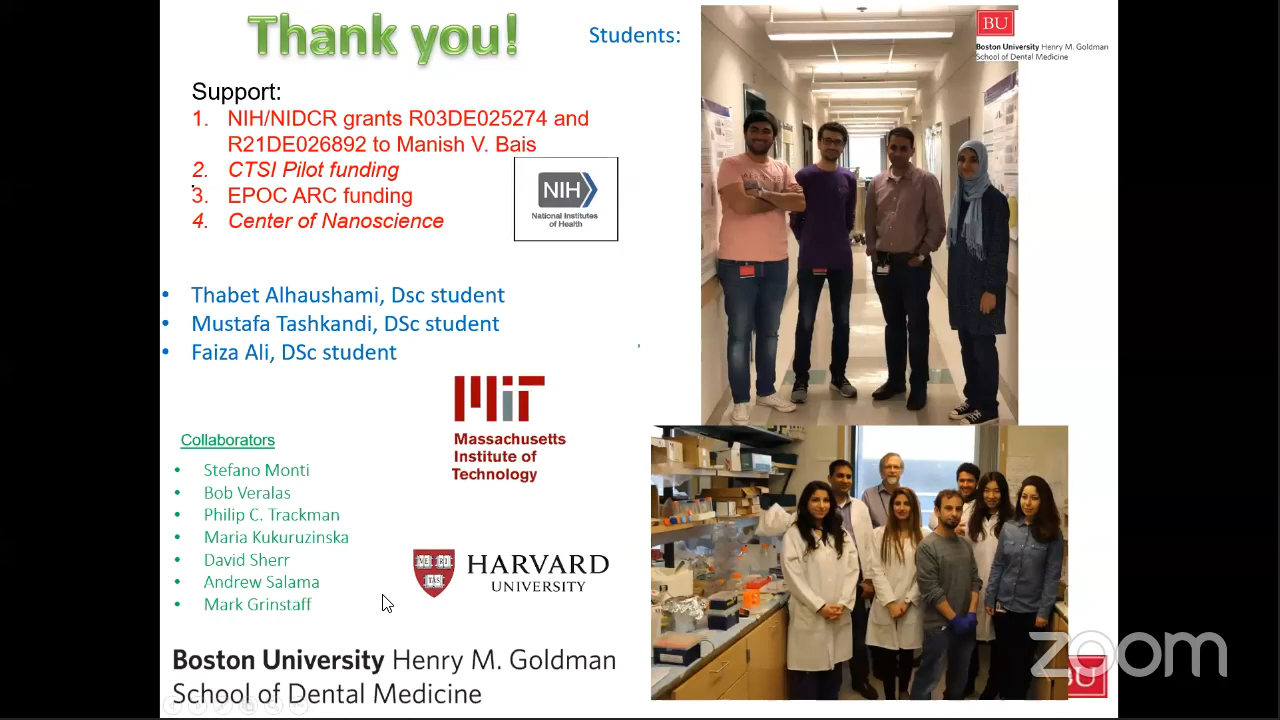 Thank you!
Students:
BU
Boston University Henry M. Goldman
School of Dental Medicine
Support:
1. NIH/NIDCR grants R03DE025274 and
R21DE026892 to Manish V. Bais
2. CTSI Pilot funding
3. EPOC ARC funding
4. Center of Nanoscience
NIH
National Institutes
of Health
• Thabet Alhaushami, Dsc student
• Mustafa Tashkandi, DSc student
• Faiza Ali, DSc student
MIT
Massachusetts
Institute of
Technology
Collaborators
• Stefano Monti
• Bob Veralas
• Philip C. Trackman
• Maria Kukuruzinska
• David Sherr
• Andrew Salama
• Mark Grinstaff
VE RI
TAS
HARVARD
UNIVERSITY
Boston University Henry M. Goldman
School of Dental Medicine
zoom
BU